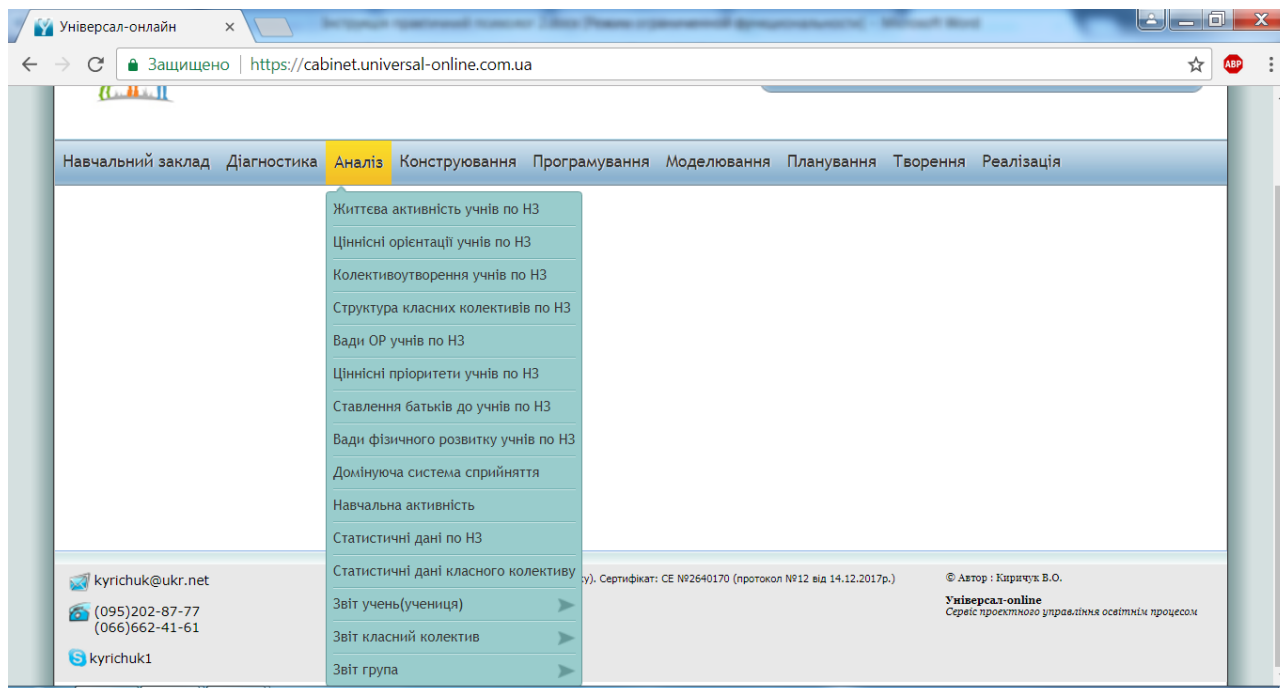 Універсал-онлайн
Защищено | https://cabinet.universal-online.com.ua
ABP
Навчальний заклад Діагностика Аналіз Конструювання Програмування Моделювання Планування Творення Реалізація
Життєва активність учнів по НЗ
Ціннісні орієнтації учнів по НЗ
Колективоутворення учнів по НЗ
Структура класних колективів по НЗ
Вади ОР учнів по НЗ
Ціннісні пріоритети учнів по НЗ
Ставлення батьків до учнів по НЗ
Вади фізичного розвитку учнів по НЗ
Домінуюча система сприйняття
Навчальна активність
Статистичні дані по НЗ
Статистичні дані класного колективу
Звіт учень(учениця)
Звіт класний колектив
Звіт група
kyrichuk@ukr.net
(095)202-87-77
(066)662-41-61
kyrichuk1
у). Сертифікат: СЕ №2640170 (протокол №12 від 14.12.2017р.)
© Автор : Киричук В.О.
Універсал-online
Сервіс проектного управління освітнім процесом